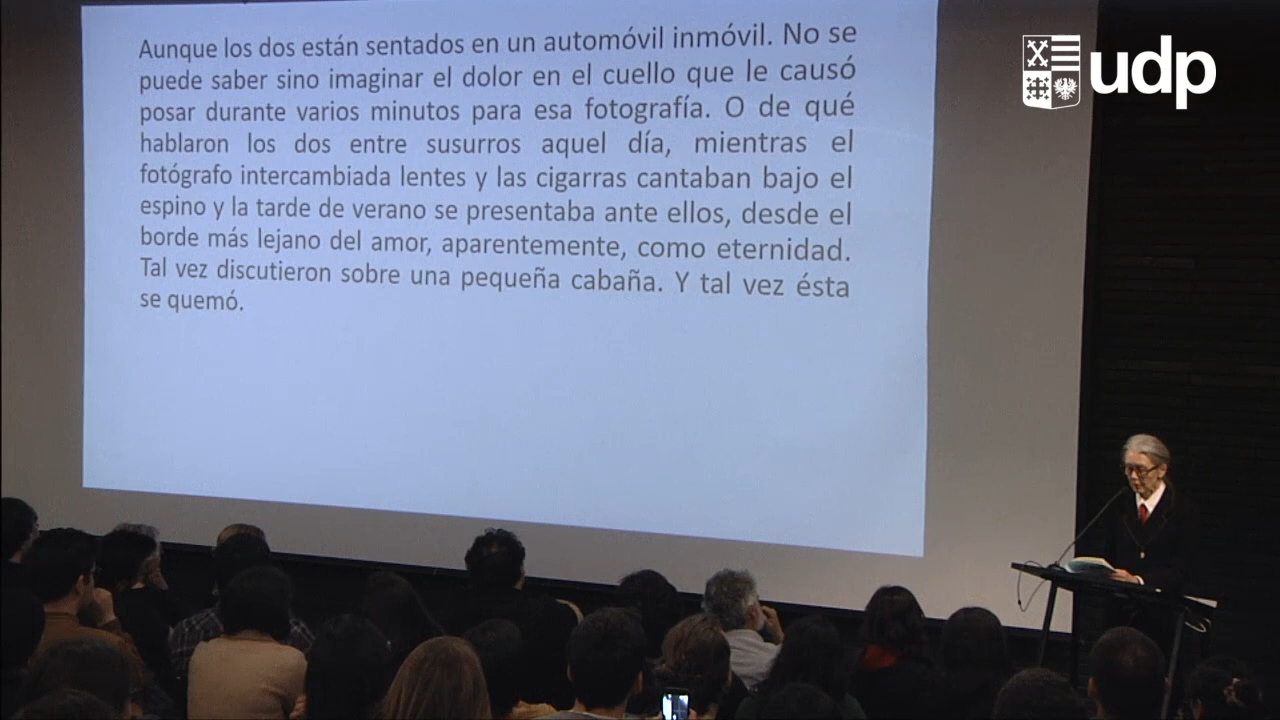 Aunque los dos están sentados en un automóvil inmóvil. No se
puede saber sino imaginar el dolor en el cuello que le causó
posar durante varios minutos para esa fotografía. O de qué
hablaron los dos entre susurros aquel día, mientras el
fotógrafo intercambiada lentes y las cigarras cantaban bajo el
espino y la tarde de verano se presentaba ante ellos, desde el
borde más lejano del amor, aparentemente, como eternidad.
Tal vez discutieron sobre una pequeña cabaña. Y tal vez ésta
se quemó.
udp